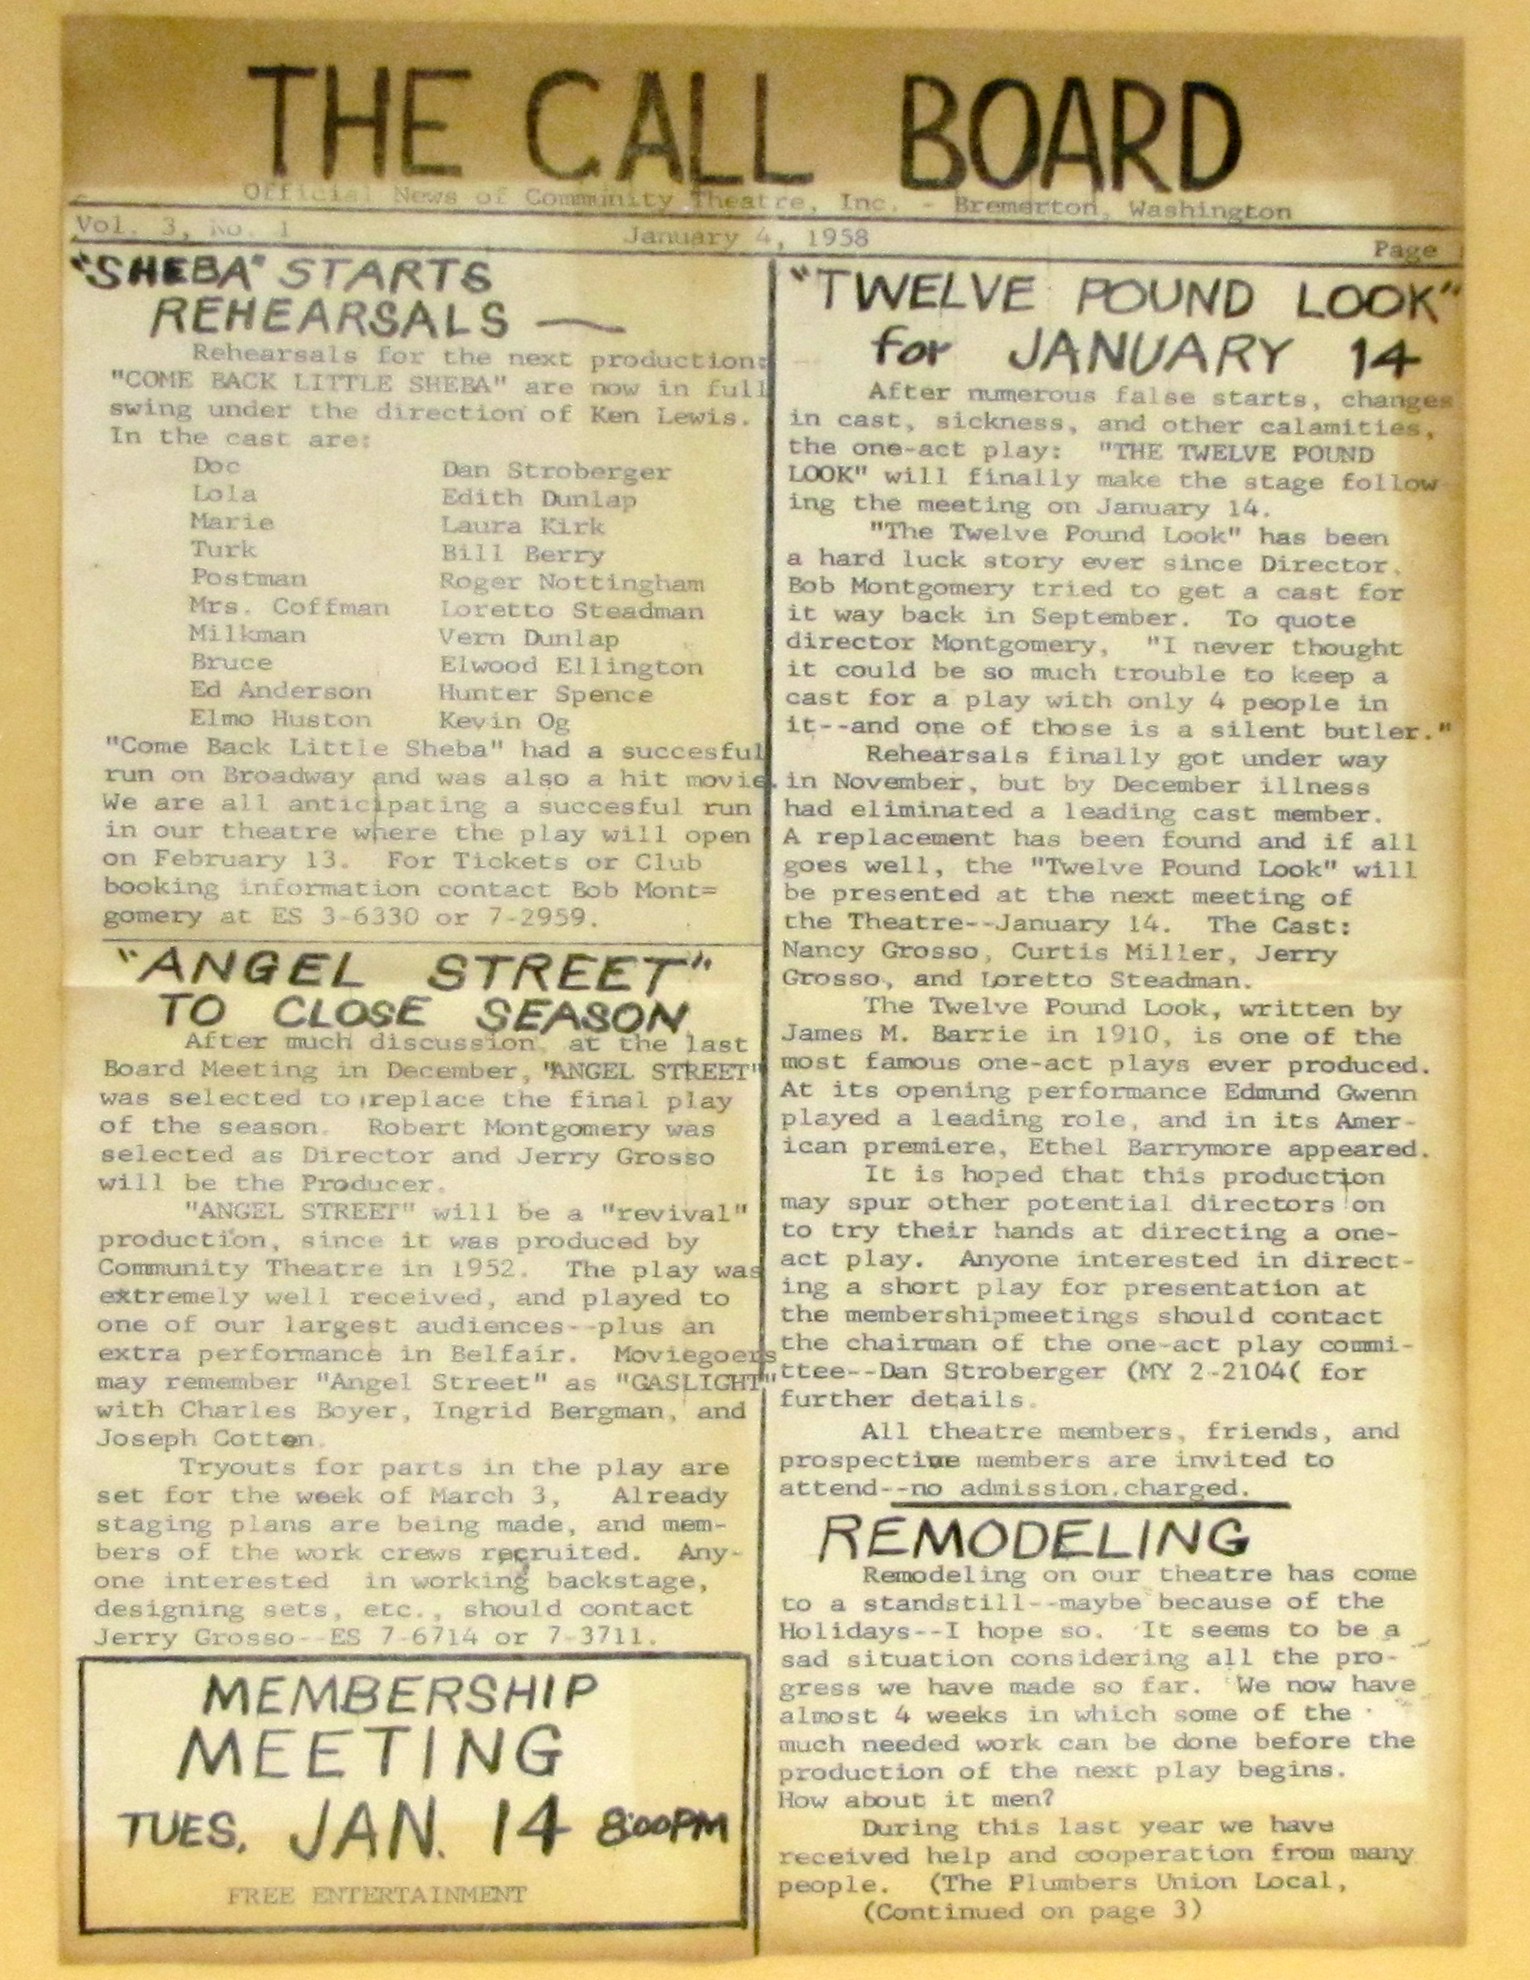 THE CALL BOARD
Official News of Community Theatre, Inc. - Bremerton, Washington
Vol. 3, No. 1
January 4, 1958
Page
"SHEBA" STARTS
REHEARSALS —
Rehearsals for the next production:
"COME BACK LITTLE SHEBA" are now in full
swing under the direction of Ken Lewis.
In the cast are:
Doc Dan Stroberger
Lola Edith Dunlap
Marie Laura Kirk
Turk Bill Berry
Postman Roger Nottingham
Mrs. Coffman Loretto Steadman
Milkman Vern Dunlap
Bruce Elwood Ellington
Ed Anderson Hunter Spence
Elmo Huston Kevin Og
"Come Back Little Sheba" had a succesful
run on Broadway and was also a hit movie.
We are all anticipating a succesful run
in our theatre where the play will open
on February 13. For Tickets or Club
booking information contact Bob Mont=
gomery at ES 3-6330 or 7-2959.
"ANGEL STREET"
TO CLOSE SEASON
After much discussion at the last
Board Meeting in December, "ANGEL STREET"
was selected to replace the final play
of the season. Robert Montgomery was
selected as Director and Jerry Grosso
will be the Producer.
"ANGEL STREET" will be a "revival"
production, since it was produced by
Community Theatre in 1952. The play was
extremely well received, and played to
one of our largest audiences--plus an
extra performance in Belfair. Moviegoers
may remember "Angel Street" as "GASLIGHT"
with Charles Boyer, Ingrid Bergman, and
Joseph Cotten.
Tryouts for parts in the play are
set for the week of March 3, Already
staging plans are being made, and mem-
bers of the work crews recruited. Any-
one interested in working backstage,
designing sets, etc., should contact
Jerry Grosso--ES 7-6714 or 7-3711.
MEMBERSHIP
MEETING
TUES. JAN. 14 8:00PM
FREE ENTERTAINMENT
"TWELVE POUND LOOK"
for JANUARY 14
After numerous false starts, changes
in cast, sickness, and other calamities,
the one-act play: "THE TWELVE POUND
LOOK" will finally make the stage follow-
ing the meeting on January 14.
"The Twelve Pound Look" has been
a hard luck story ever since Director,
Bob Montgomery tried to get a cast for
it way back in September. To quote
director Montgomery, "I never thought
it could be so much trouble to keep a
cast for a play with only 4 people in
it--and one of those is a silent butler."
Rehearsals finally got under way
in November, but by December illness
had eliminated a leading cast member.
A replacement has been found and if all
goes well, the "Twelve Pound Look" will
be presented at the next meeting of
the Theatre--January 14. The Cast:
Nancy Grosso, Curtis Miller, Jerry
Grosso, and Loretto Steadman.
The Twelve Pound Look, written by
James M. Barrie in 1910, is one of the
most famous one-act plays ever produced.
At its opening performance Edmund Gwenn
played a leading role, and in its Amer-
ican premiere, Ethel Barrymore appeared.
It is hoped that this production
may spur other potential directors on
to try their hands at directing a one-
act play. Anyone interested in direct-
ing a short play for presentation at
the membershipmeetings should contact
the chairman of the one-act play commi-
ttee--Dan Stroberger (MY 2-2104( for
further details.
All theatre members, friends, and
prospective members are invited to
attend--no admission charged.
REMODELING
Remodeling on our theatre has come
to a standstill--maybe because of the
Holidays--I hope so. It seems to be a
sad situation considering all the pro-
gress we have made so far. We now have
almost 4 weeks in which some of the
much needed work can be done before the
production of the next play begins.
How about it men?
During this last year we have
received help and cooperation from many
people. (The Plumbers Union Local,
(Continued on page 3)